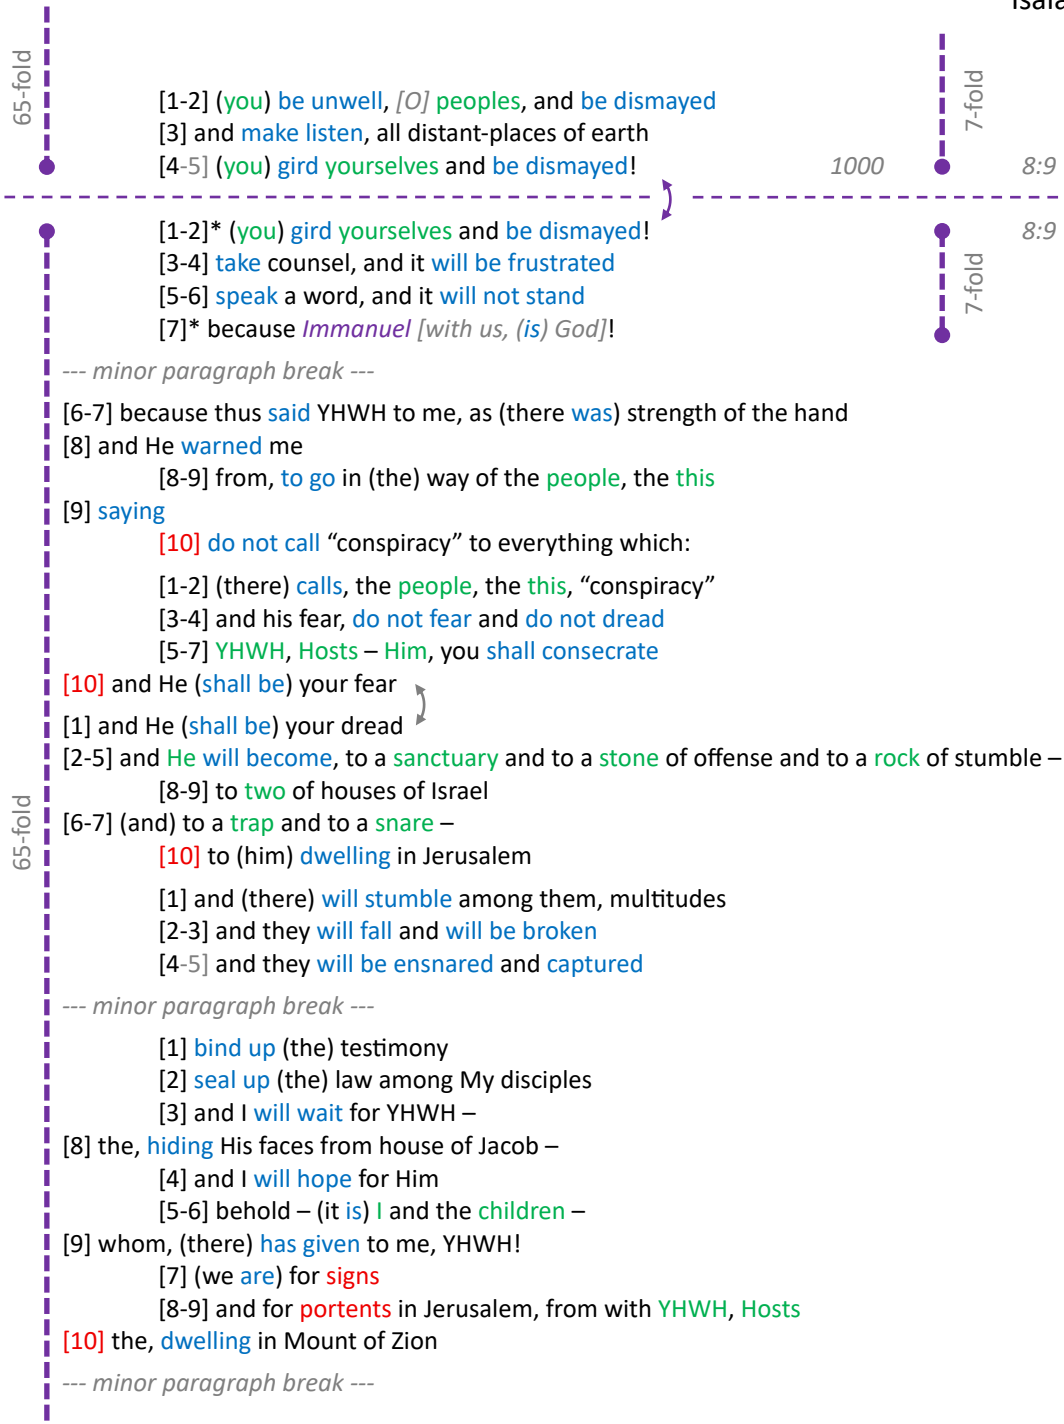 Isaia
65-fold
7-fold
[1-2] (you) be unwell, [O] peoples, and be dismayed
[3] and make listen, all distant-places of earth
[4-5] (you) gird yourselves and be dismayed! 1000 8:9
[1-2]* (you) gird yourselves and be dismayed! 8:9
[3-4] take counsel, and it will be frustrated
7-fold
[5-6] speak a word, and it will not stand
[7]* because Immanuel [with us, (is) God]!
--- minor paragraph break ---
[6-7] because thus said YHWH to me, as (there was) strength of the hand
[8] and He warned me
[8-9] from, to go in (the) way of the people, the this
[9] saying
[10] do not call “conspiracy” to everything which:
[1-2] (there) calls, the people, the this, “conspiracy”
[3-4] and his fear, do not fear and do not dread
[5-7] YHWH, Hosts – Him, you shall consecrate
[10] and He (shall be) your fear
[1] and He (shall be) your dread
[2-5] and He will become, to a sanctuary and to a stone of offense and to a rock of stumble –
[8-9] to two of houses of Israel
65-fold
[6-7] (and) to a trap and to a snare –
[10] to (him) dwelling in Jerusalem
[1] and (there) will stumble among them, multitudes
[2-3] and they will fall and will be broken
[4-5] and they will be ensnared and captured
--- minor paragraph break ---
[1] bind up (the) testimony
[2] seal up (the) law among My disciples
[3] and I will wait for YHWH –
[8] the, hiding His faces from house of Jacob –
[4] and I will hope for Him
[5-6] behold – (it is) I and the children –
[9] whom, (there) has given to me, YHWH!
[7] (we are) for signs
[8-9] and for portents in Jerusalem, from with YHWH, Hosts
[10] the, dwelling in Mount of Zion
--- minor paragraph break ---